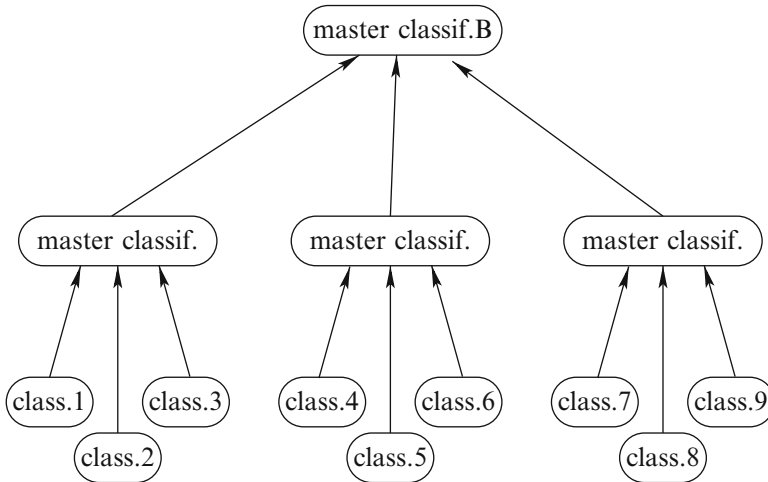 master classif.B
master classif.
master classif.
master classif.
class.1
class.3
class.4
class.6
class.7
class.9
class.2
class.5
class.8